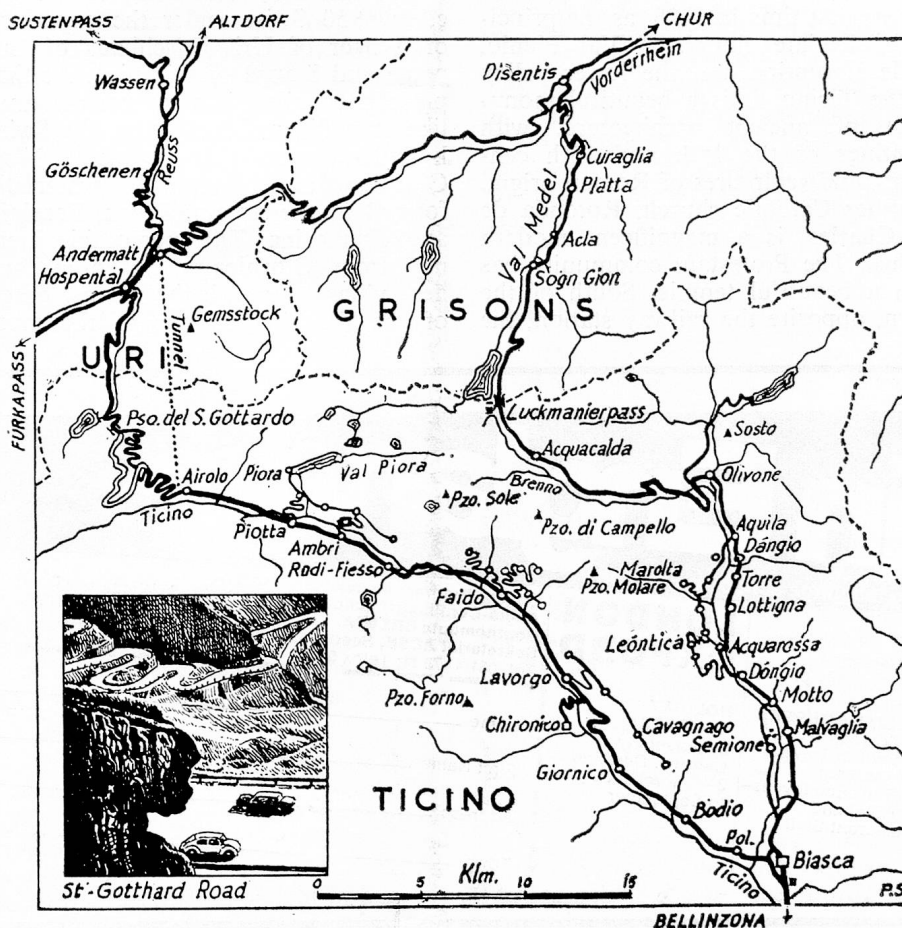 SUSTENPASS
ALTDORF
CHUR
Wassen
Disentis
Vorderrhein
Reuss
Göschenen
Curaglia
Platta
Val Medel
Andermatt
Acla
Hospental
Sogn Gion
Tunnel
Gemsstock
GRISONS
URI
FURKAPASS
Pso. del S. Gottardo
Luckmanierpass
Sosto
Acquacalda
Airolo
Piora
Val Piora
Olivone
Brenno
Ticino
Pzo. Sole
Pzo. di Campello
Piotta
Aquila
Ambri
Dángio
Rodi-Fiesso
Marolta
Pzo. Molare
Torre
Faido
Lottigna
Leóntica
Acquarossa
Lavorgo
Dóngio
Pzo. Forno
Motto
Chironico
Cavagnago
Malvaglia
Semione
Giornico
TICINO
Bodio
Pol.
Biasca
Ticino
St-Gotthard Road
Klm.
0 5 10 15
P.S
BELLINZONA